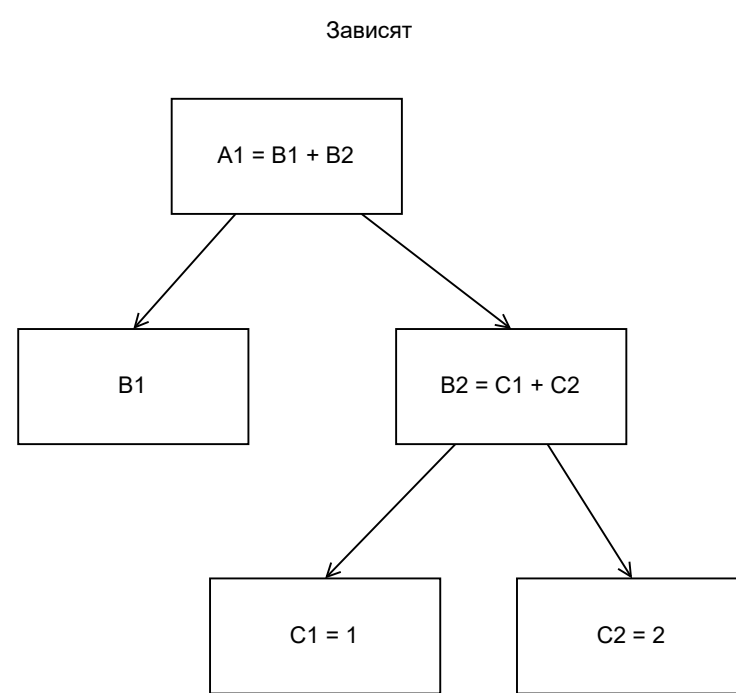 Зависят
A1 = B1 + B2
B1
B2 = C1 + C2
C1 = 1
C2 = 2